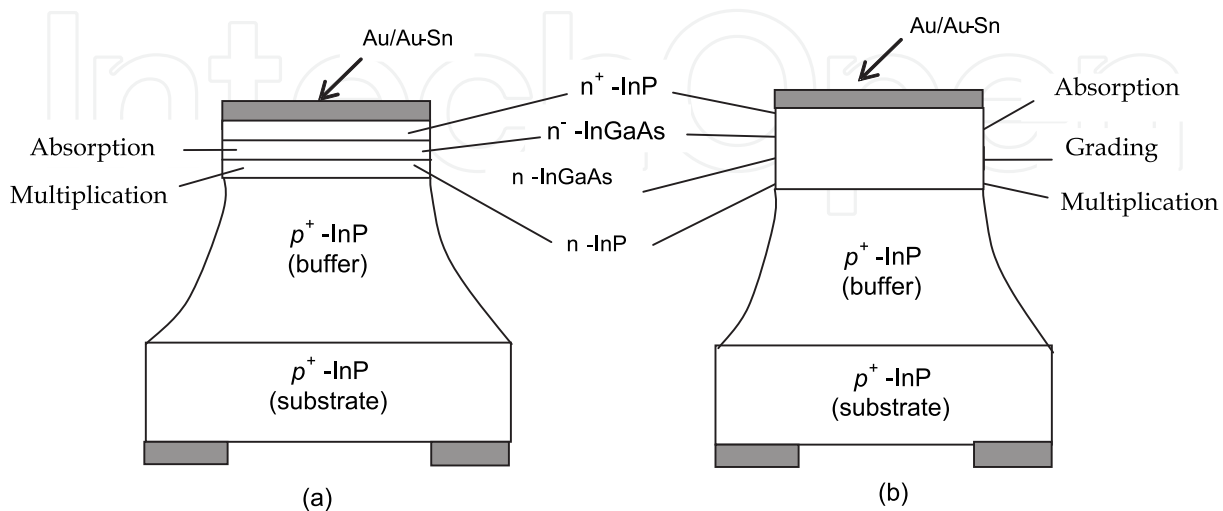 IntechOpen
Au/Au-Sn
Au/Au-Sn
n⁺ -InP
n⁻ -InGaAs
n -InGaAs
n -InP
Absorption
Multiplication
Absorption
Grading
Multiplication
p⁺ -InP
(buffer)
p⁺ -InP
(substrate)
p⁺ -InP
(buffer)
p⁺ -InP
(substrate)
(a)
(b)